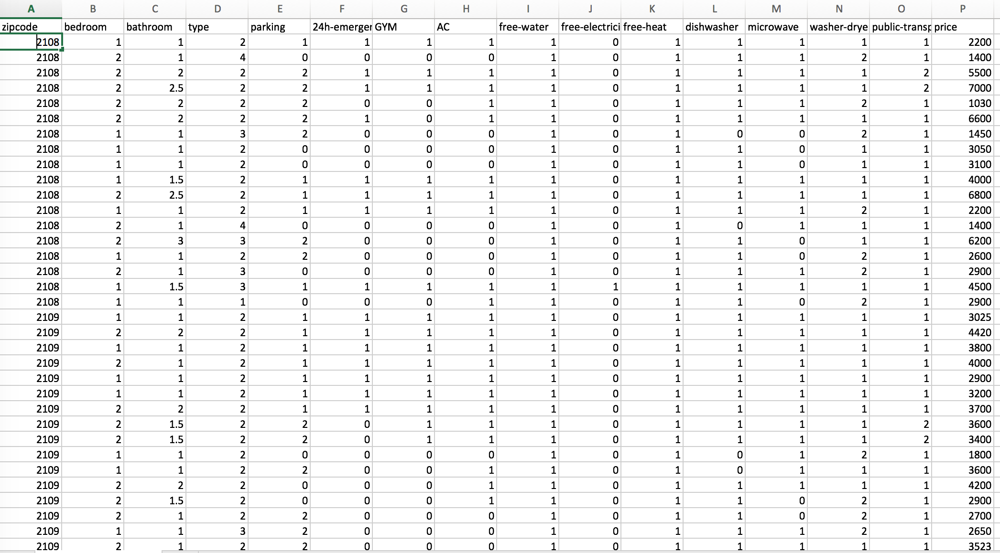 A B C D E F G H I J K L M N O P
zipcode bedroom bathroom type parking 24h-emerger GYM AC free-water free-electrici free-heat dishwasher microwave washer-drye public-transp price
2108 1 1 2 1 1 1 1 1 0 1 1 1 1 1 2200
2108 2 1 4 0 0 0 0 1 0 1 1 1 2 1 1400
2108 2 2 2 2 1 1 1 1 0 1 1 1 1 2 5500
2108 2 2.5 2 2 1 1 1 1 0 1 1 1 1 2 7000
2108 2 2 2 2 0 0 1 1 0 1 1 1 2 1 1030
2108 2 2 2 2 1 0 1 1 0 1 1 1 1 1 6600
2108 1 1 3 2 0 0 0 1 0 1 0 0 2 1 1450
2108 1 1 2 0 0 0 0 1 0 1 1 0 1 1 3050
2108 1 1 2 0 0 0 0 1 0 1 1 0 1 1 3100
2108 1 1.5 2 1 1 1 1 1 0 1 1 1 1 1 4000
2108 2 2.5 2 1 1 1 1 1 0 1 1 1 1 1 6800
2108 1 1 2 1 1 1 1 1 0 1 1 1 2 1 2200
2108 2 1 4 0 0 0 0 1 0 1 0 1 1 1 1400
2108 2 3 3 2 0 0 0 1 0 1 1 0 1 1 6200
2108 1 1 2 2 0 0 0 1 0 1 1 0 2 1 2600
2108 2 1 3 0 0 0 0 1 0 1 1 1 2 1 2900
2108 1 1.5 3 1 1 1 1 1 1 1 1 1 1 1 4500
2108 1 1 1 0 0 0 1 1 0 1 1 0 2 1 2900
2109 1 1 2 1 1 1 1 1 0 1 1 1 1 1 3025
2109 2 2 2 1 1 1 1 1 0 1 1 1 1 1 4420
2109 1 1 2 1 1 1 1 1 0 1 1 1 1 1 3800
2109 2 1 2 1 1 1 1 1 0 1 1 1 1 1 4000
2109 1 1 2 1 1 1 1 1 0 1 1 1 1 1 2900
2109 1 1 2 1 1 1 1 1 0 1 1 1 1 1 3200
2109 2 2 2 1 1 1 1 1 0 1 1 1 1 1 3700
2109 2 1.5 2 2 0 1 1 1 0 1 1 1 1 2 3600
2109 2 1.5 2 2 0 1 1 1 0 1 1 1 1 2 3400
2109 1 1 2 0 0 0 0 1 0 1 0 1 2 1 1800
2109 1 1 2 2 0 0 1 1 0 1 0 1 1 1 3600
2109 2 2 2 0 0 0 1 1 0 1 1 1 1 1 4200
2109 2 1.5 2 0 0 0 1 1 0 1 1 0 2 1 2900
2109 2 1 2 2 0 0 0 1 0 1 1 0 2 1 2700
2109 1 1 3 2 0 0 0 1 0 1 1 1 2 1 2650
2109 2 1 2 2 0 0 0 1 0 1 1 1 1 1 3523